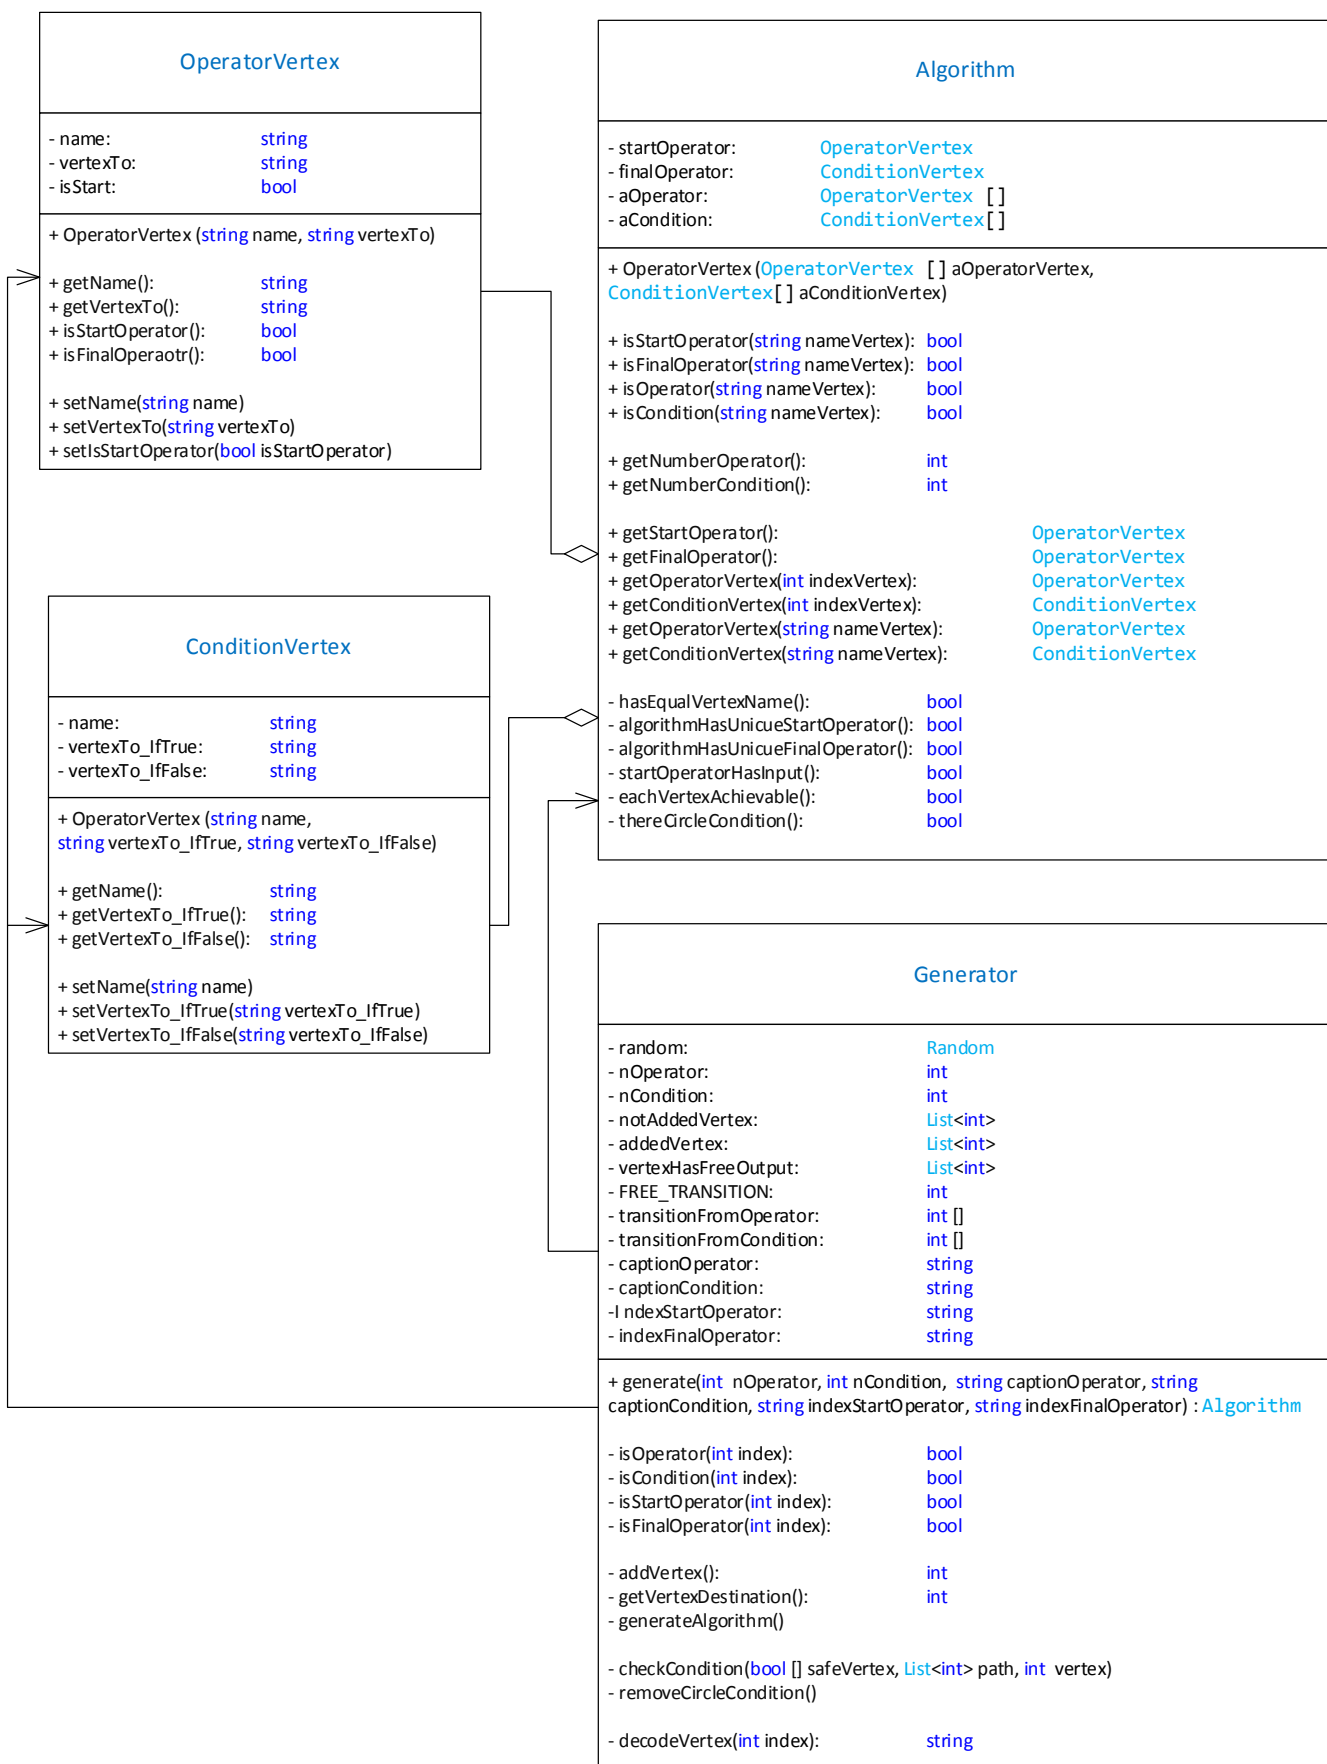 OperatorVertex
- name: string
- vertexTo: string
- isStart: bool
+ OperatorVertex (string name, string vertexTo)
+ getName(): string
+ getVertexTo(): string
+ isStartOperator(): bool
+ isFinalOperaotr(): bool
+ setName(string name)
+ setVertexTo(string vertexTo)
+ setIsStartOperator(bool isStartOperator)
ConditionVertex
- name: string
- vertexTo_IfTrue: string
- vertexTo_IfFalse: string
+ OperatorVertex (string name,
string vertexTo_IfTrue, string vertexTo_IfFalse)
+ getName(): string
+ getVertexTo_IfTrue(): string
+ getVertexTo_IfFalse(): string
+ setName(string name)
+ setVertexTo_IfTrue(string vertexTo_IfTrue)
+ setVertexTo_IfFalse(string vertexTo_IfFalse)
Algorithm
- startOperator: OperatorVertex
- finalOperator: ConditionVertex
- aOperator: OperatorVertex []
- aCondition: ConditionVertex[]
+ OperatorVertex (OperatorVertex [] aOperatorVertex,
ConditionVertex[] aConditionVertex)
+ isStartOperator(string nameVertex): bool
+ isFinalOperator(string nameVertex): bool
+ isOperator(string nameVertex): bool
+ isCondition(string nameVertex): bool
+ getNumberOperator(): int
+ getNumberCondition(): int
+ getStartOperator(): OperatorVertex
+ getFinalOperator(): OperatorVertex
+ getOperatorVertex(int indexVertex): OperatorVertex
+ getConditionVertex(int indexVertex): ConditionVertex
+ getOperatorVertex(string nameVertex): OperatorVertex
+ getConditionVertex(string nameVertex): ConditionVertex
- hasEqualVertexName(): bool
- algorithmHasUnicueStartOperator(): bool
- algorithmHasUnicueFinalOperator(): bool
- startOperatorHasInput(): bool
- eachVertexAchievable(): bool
- thereCircleCondition(): bool
Generator
- random: Random
- nOperator: int
- nCondition: int
- notAddedVertex: List<int>
- addedVertex: List<int>
- vertexHasFreeOutput: List<int>
- FREE_TRANSITION: int
- transitionFromOperator: int []
- transitionFromCondition: int []
- captionOperator: string
- captionCondition: string
-I ndexStartOperator: string
- indexFinalOperator: string
+ generate(int nOperator, int nCondition, string captionOperator, string
captionCondition, string indexStartOperator, string indexFinalOperator) : Algorithm
- isOperator(int index): bool
- isCondition(int index): bool
- isStartOperator(int index): bool
- isFinalOperator(int index): bool
- addVertex(): int
- getVertexDestination(): int
- generateAlgorithm()
- checkCondition(bool [] safeVertex, List<int> path, int vertex)
- removeCircleCondition()
- decodeVertex(int index): string